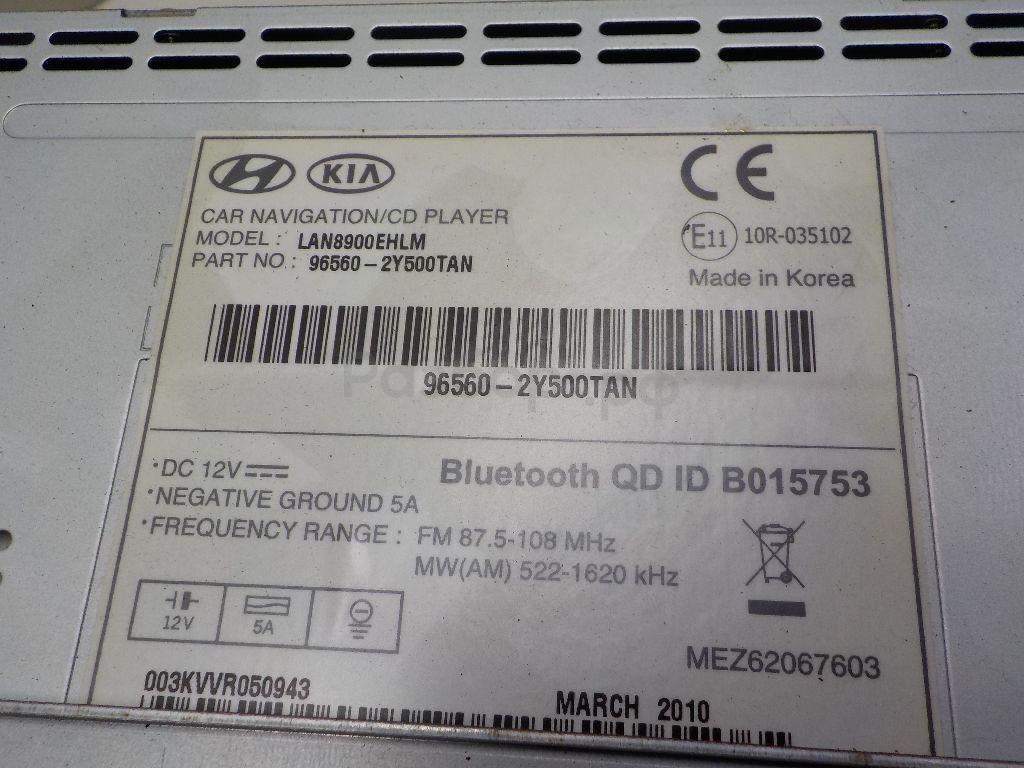 KIA
CAR NAVIGATION/CD PLAYER
MODEL : LAN8900EHLM
PART NO.: 96560-2Y500TAN
CE
E11 10R-035102
Made in Korea
96560-2Y500TAN
·DC 12V
·NEGATIVE GROUND 5A
·FREQUENCY RANGE : FM 87.5-108 MHz
MW(AM) 522-1620 kHz
Bluetooth QD ID B015753
12V
5A
MEZ62067603
003KVVR050943
MARCH 2010